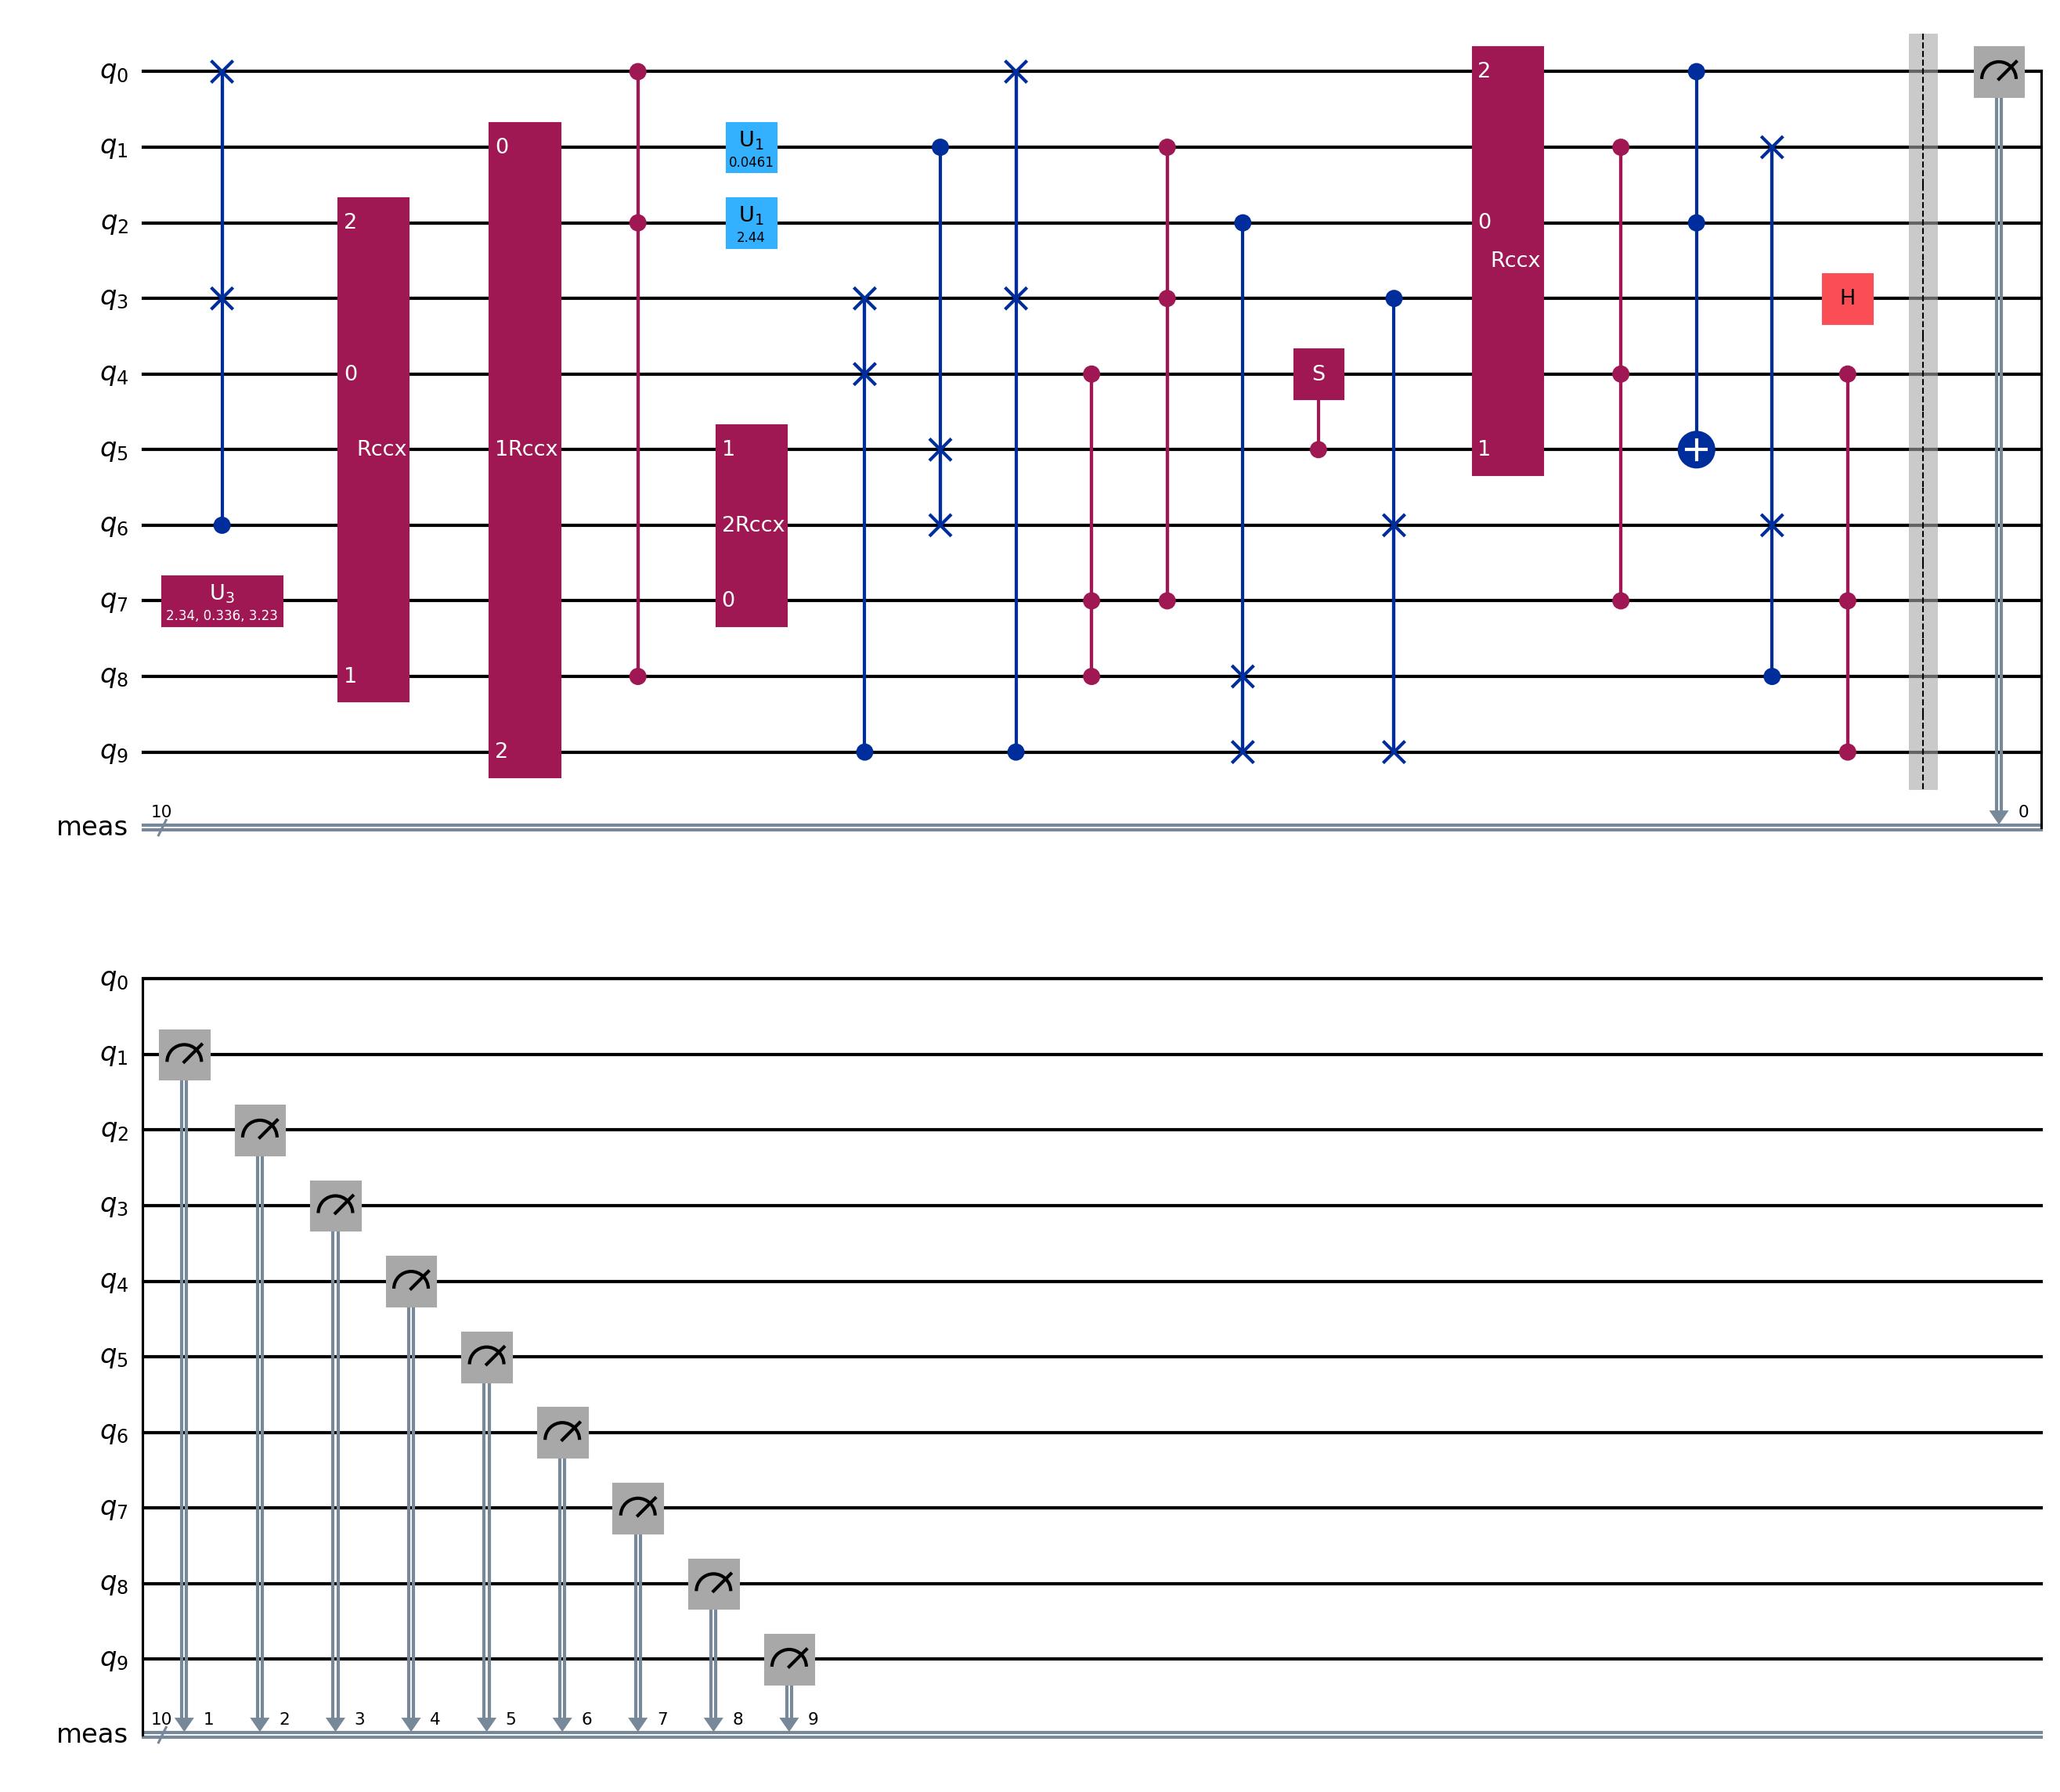 q0
q1 0 U1 0.0461
q2 2 U1 2.44 0
q3 H
q4 0 S
q5 Rccx 1Rccx 1 1
q6 2Rccx
q7 U3 2.34, 0.336, 3.23 0
q8 1
q9 2
2
Rccx
meas 10 0
q0
q1
q2
q3
q4
q5
q6
q7
q8
q9
meas 10 1 2 3 4 5 6 7 8 9